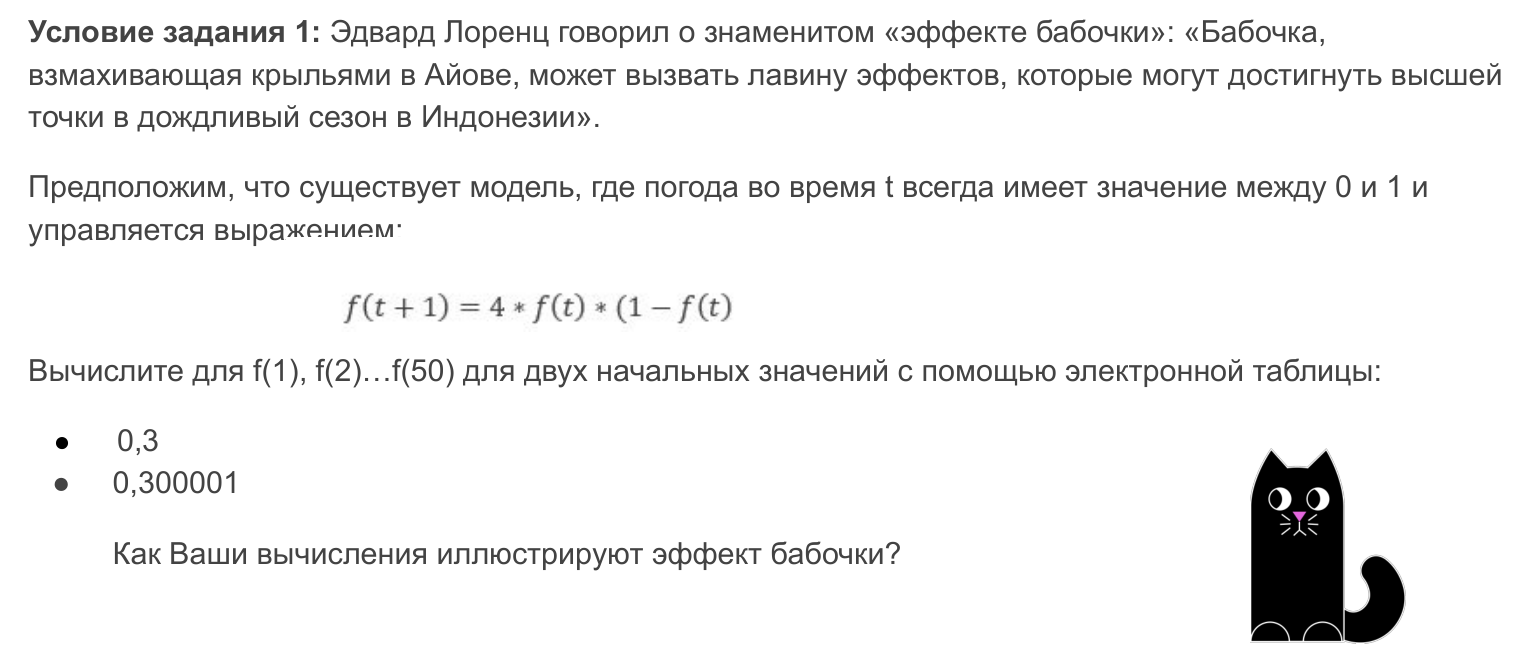 Условие задания 1: Эдвард Лоренц говорил о знаменитом «эффекте бабочки»: «Бабочка,
взмахивающая крыльями в Айове, может вызвать лавину эффектов, которые могут достигнуть высшей
точки в дождливый сезон в Индонезии».
Предположим, что существует модель, где погода во время t всегда имеет значение между 0 и 1 и
управляется выражением:
f(t + 1) = 4 * f(t) * (1 − f(t)
Вычислите для f(1), f(2)…f(50) для двух начальных значений с помощью электронной таблицы:
● 0,3
● 0,300001
Как Ваши вычисления иллюстрируют эффект бабочки?